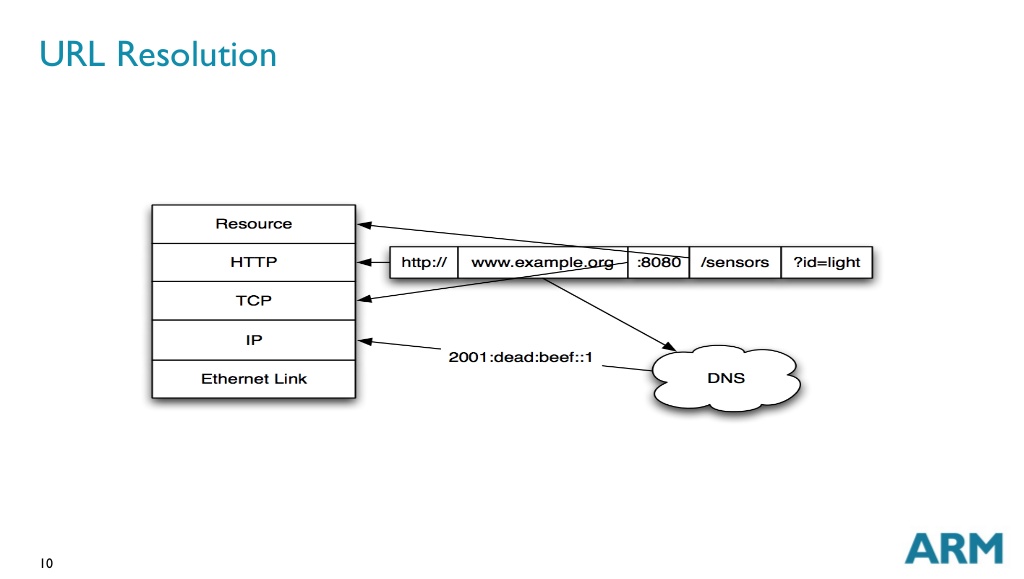 URL Resolution
Resource
HTTP
TCP
IP
Ethernet Link
http:// www.example.org :8080 /sensors ?id=light
2001:dead:beef::1
DNS
10
ARM